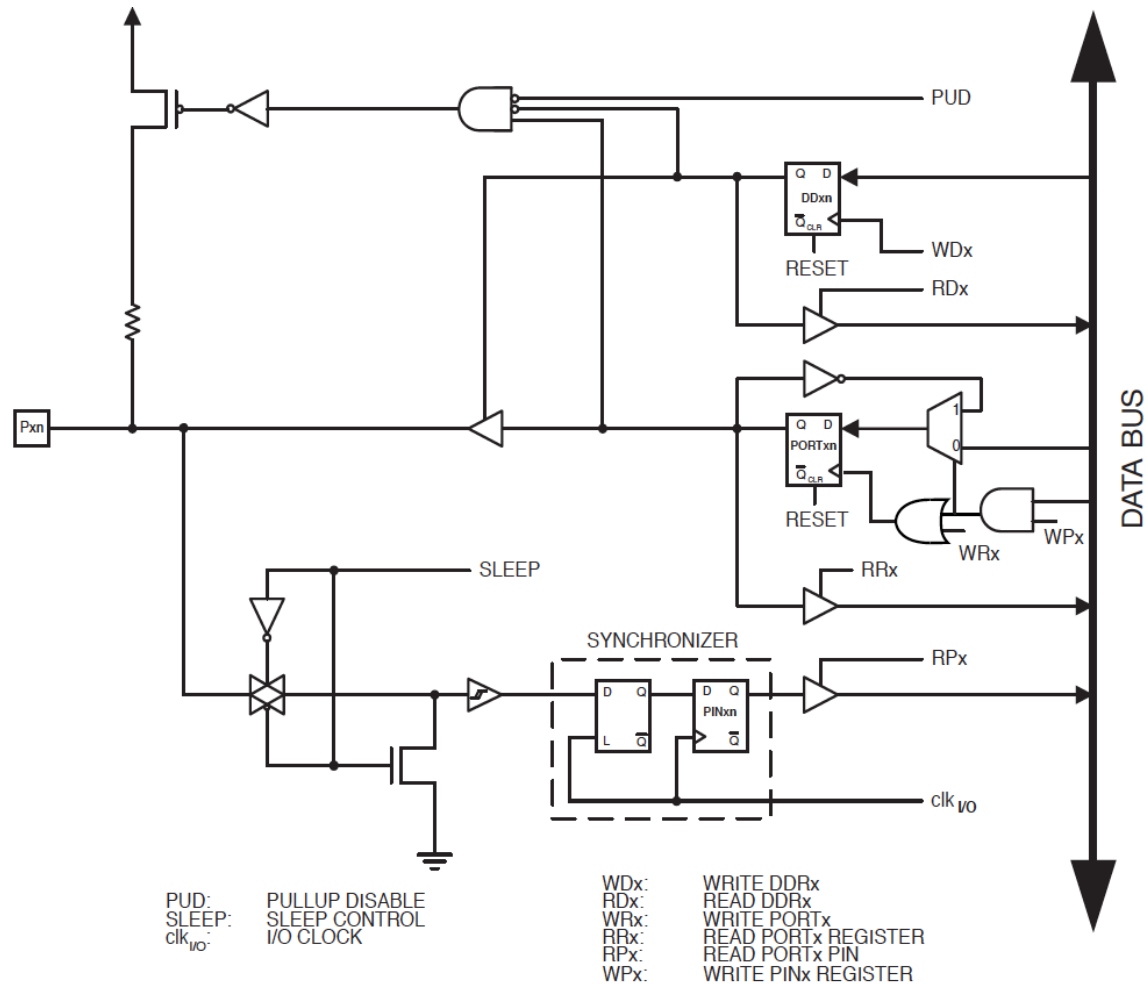 PUD
Q D
DDxn
Q CLR
WDx
RESET
RDx
Pxn
1
Q D
PORTxn
0
Q CLR
RESET
WRx
WPx
DATA BUS
SLEEP
RRx
SYNCHRONIZER
RPx
D Q
D Q
PINxn
L Q
Q
clk I/O
PUD: PULLUP DISABLE
SLEEP: SLEEP CONTROL
clk I/O: I/O CLOCK
WDx: WRITE DDRx
RDx: READ DDRx
WRx: WRITE PORTx
RRx: READ PORTx REGISTER
RPx: READ PORTx PIN
WPx: WRITE PINx REGISTER